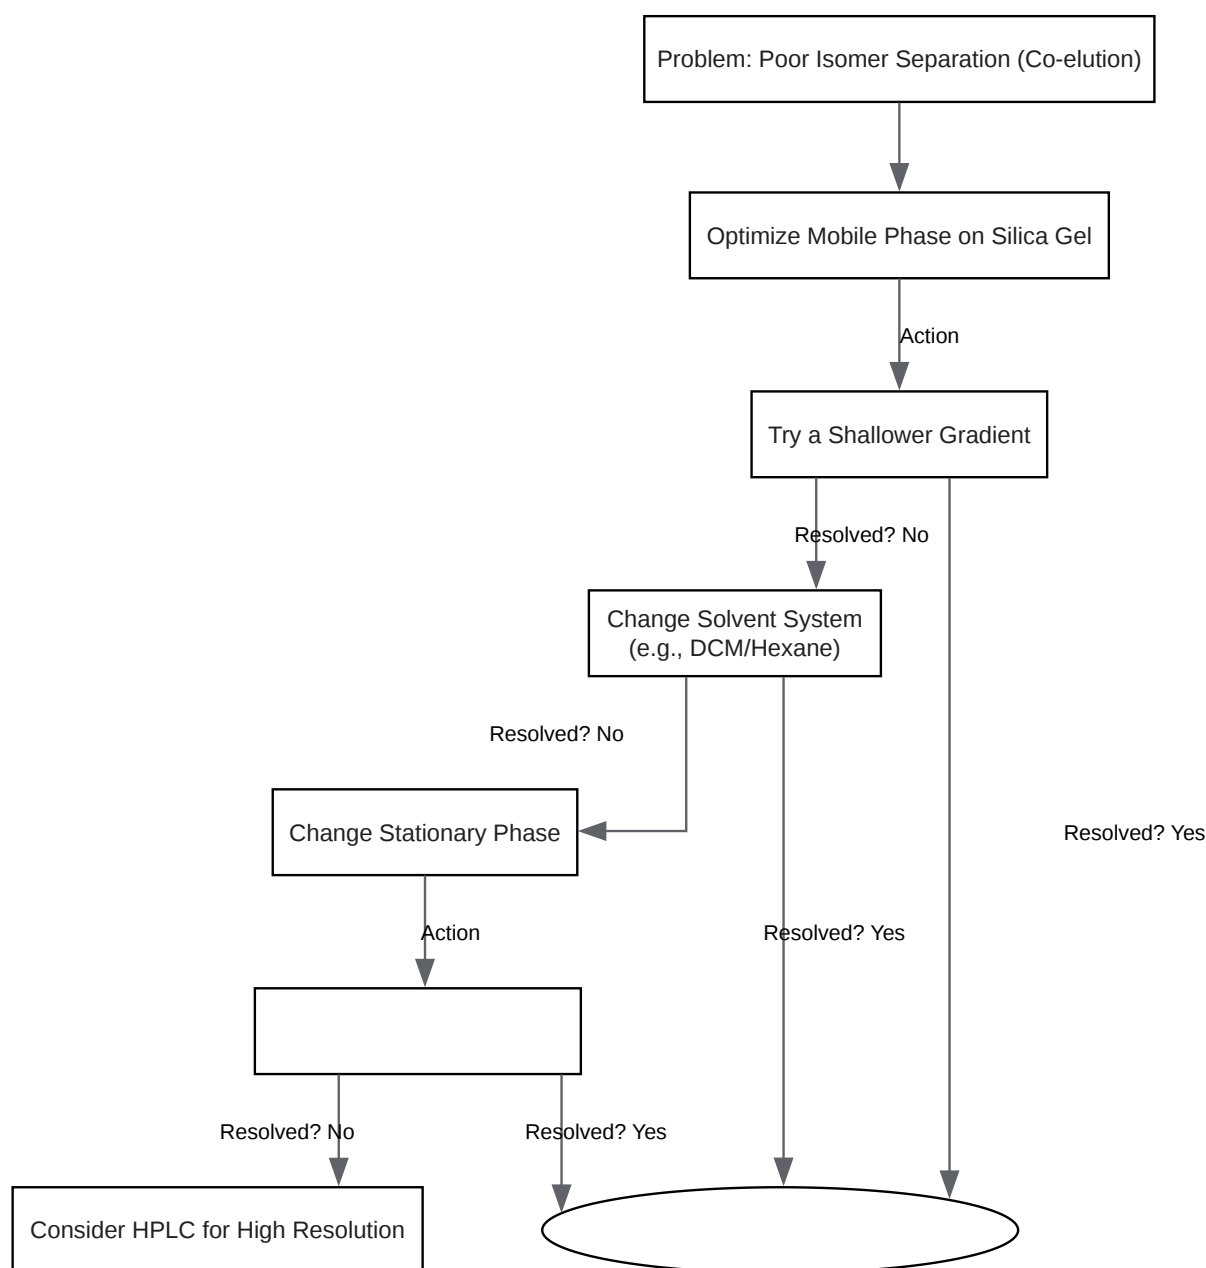 Problem: Poor Isomer Separation (Co-elution)
Optimize Mobile Phase on Silica Gel
Action
Try a Shallower Gradient
Resolved? No
Change Solvent System
(e.g., DCM/Hexane)
Resolved? No
Change Stationary Phase
Resolved? Yes
Action
Resolved? Yes
Resolved? No
Resolved? Yes
Consider HPLC for High Resolution